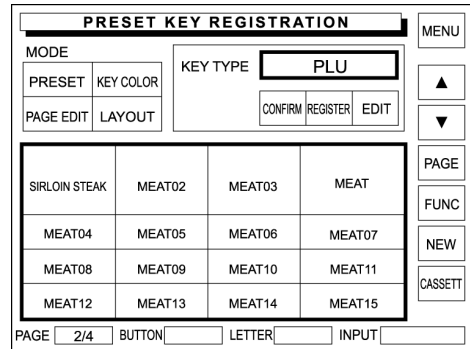 PRESET KEY REGISTRATION
MENU
MODE
PRESET KEY COLOR
PAGE EDIT LAYOUT
KEY TYPE PLU
CONFIRM REGISTER EDIT
▲
▼
PAGE
FUNC
NEW
CASSETT
SIRLOIN STEAK MEAT02 MEAT03 MEAT
MEAT04 MEAT05 MEAT06 MEAT07
MEAT08 MEAT09 MEAT10 MEAT11
MEAT12 MEAT13 MEAT14 MEAT15
PAGE 2/4 BUTTON LETTER INPUT